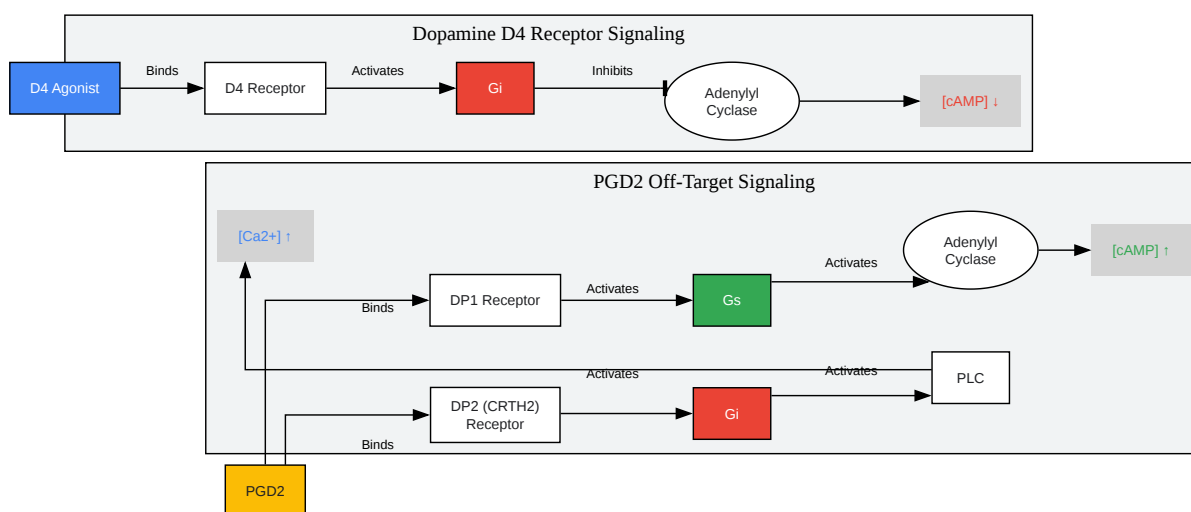 Dopamine D4 Receptor Signaling
D4 Agonist
Binds
D4 Receptor
Activates
Gi
Inhibits
Adenylyl
Cyclase
[cAMP] ↓
PGD2 Off-Target Signaling
[Ca2+] ↑
Binds
DP1 Receptor
Activates
Gs
Activates
Adenylyl
Cyclase
[cAMP] ↑
Binds
DP2 (CRTH2)
Receptor
Activates
Gi
Activates
PLC
PGD2